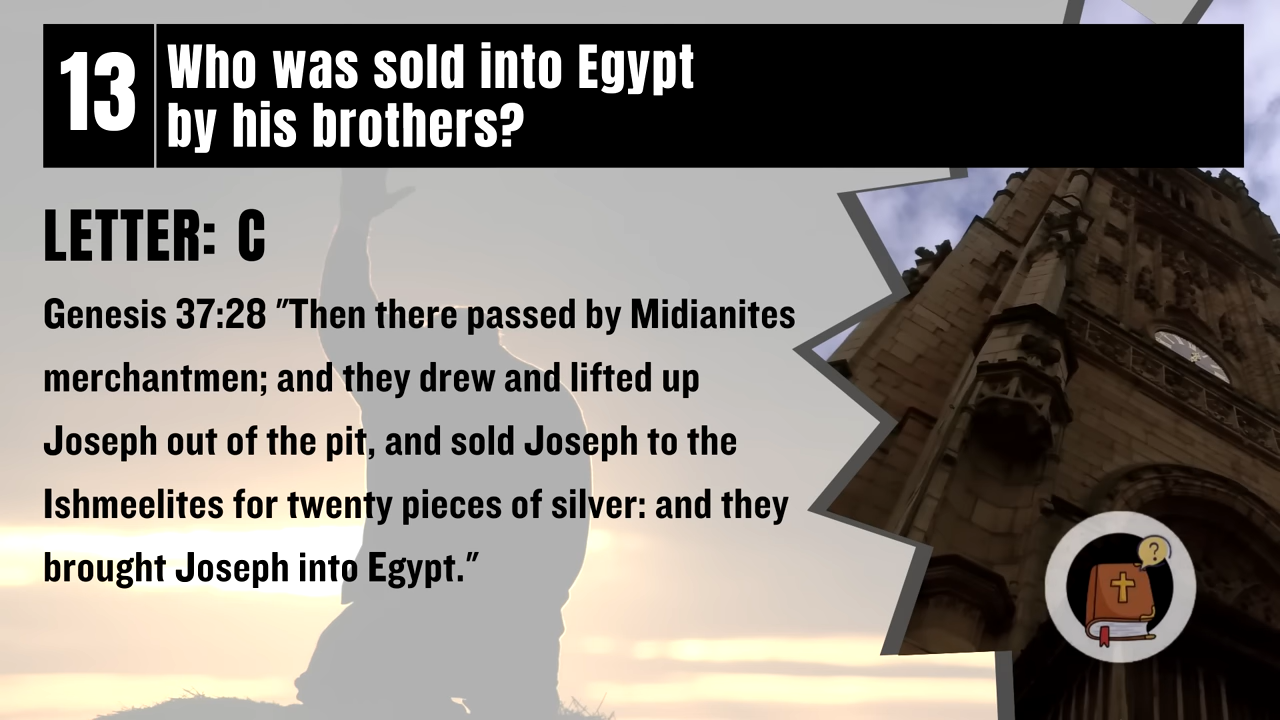 13
Who was sold into Egypt
by his brothers?
LETTER: C
Genesis 37:28 "Then there passed by Midianites
merchantmen; and they drew and lifted up
Joseph out of the pit, and sold Joseph to the
Ishmeelites for twenty pieces of silver: and they
brought Joseph into Egypt."
?